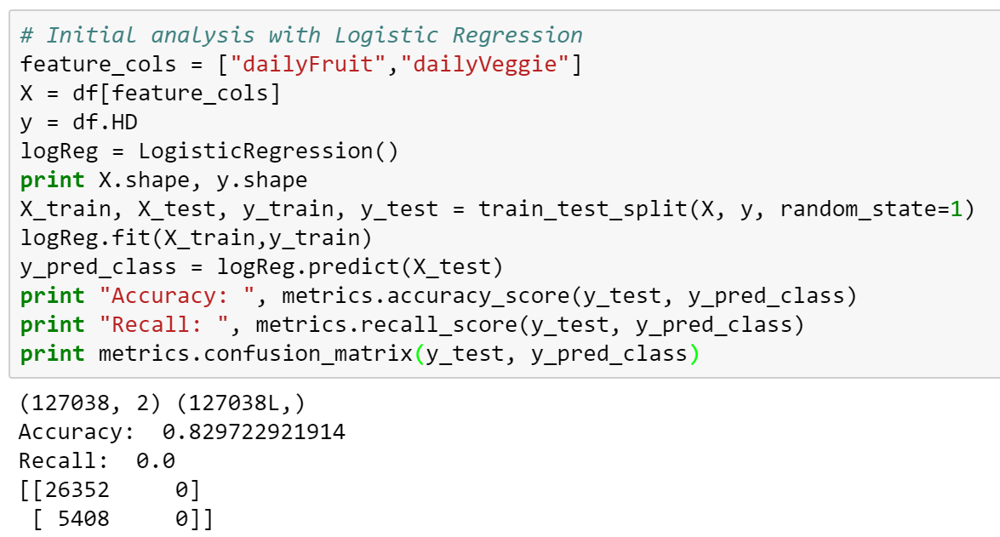 # Initial analysis with Logistic Regression
feature_cols = ["dailyFruit","dailyVeggie"]
X = df[feature_cols]
y = df.HD
logReg = LogisticRegression()
print X.shape, y.shape
X_train, X_test, y_train, y_test = train_test_split(X, y, random_state=1)
logReg.fit(X_train,y_train)
y_pred_class = logReg.predict(X_test)
print "Accuracy: ", metrics.accuracy_score(y_test, y_pred_class)
print "Recall: ", metrics.recall_score(y_test, y_pred_class)
print metrics.confusion_matrix(y_test, y_pred_class)
(127038, 2) (127038L,)
Accuracy:  0.829722921914
Recall:  0.0
[[26352     0]
 [ 5408     0]]